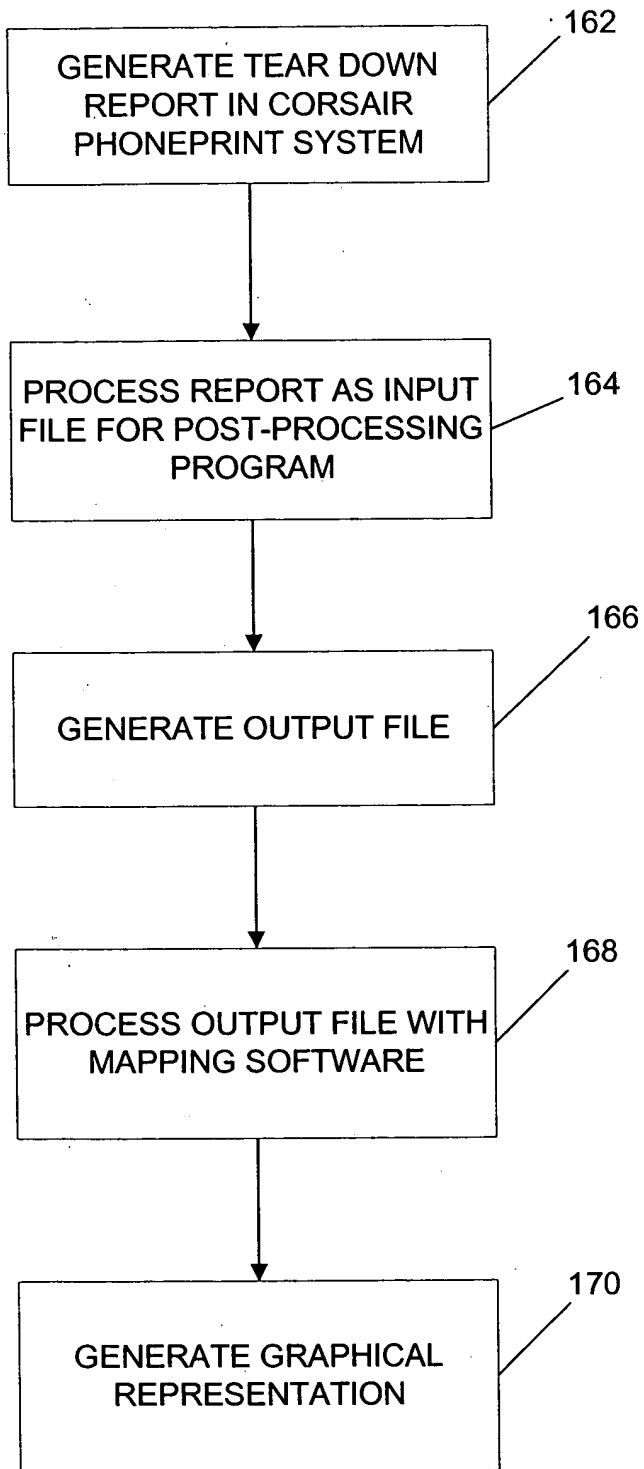 162
GENERATE TEAR DOWN
REPORT IN CORSAIR
PHONEPRINT SYSTEM
164
PROCESS REPORT AS INPUT
FILE FOR POST-PROCESSING
PROGRAM
166
GENERATE OUTPUT FILE
168
PROCESS OUTPUT FILE WITH
MAPPING SOFTWARE
170
GENERATE GRAPHICAL
REPRESENTATION